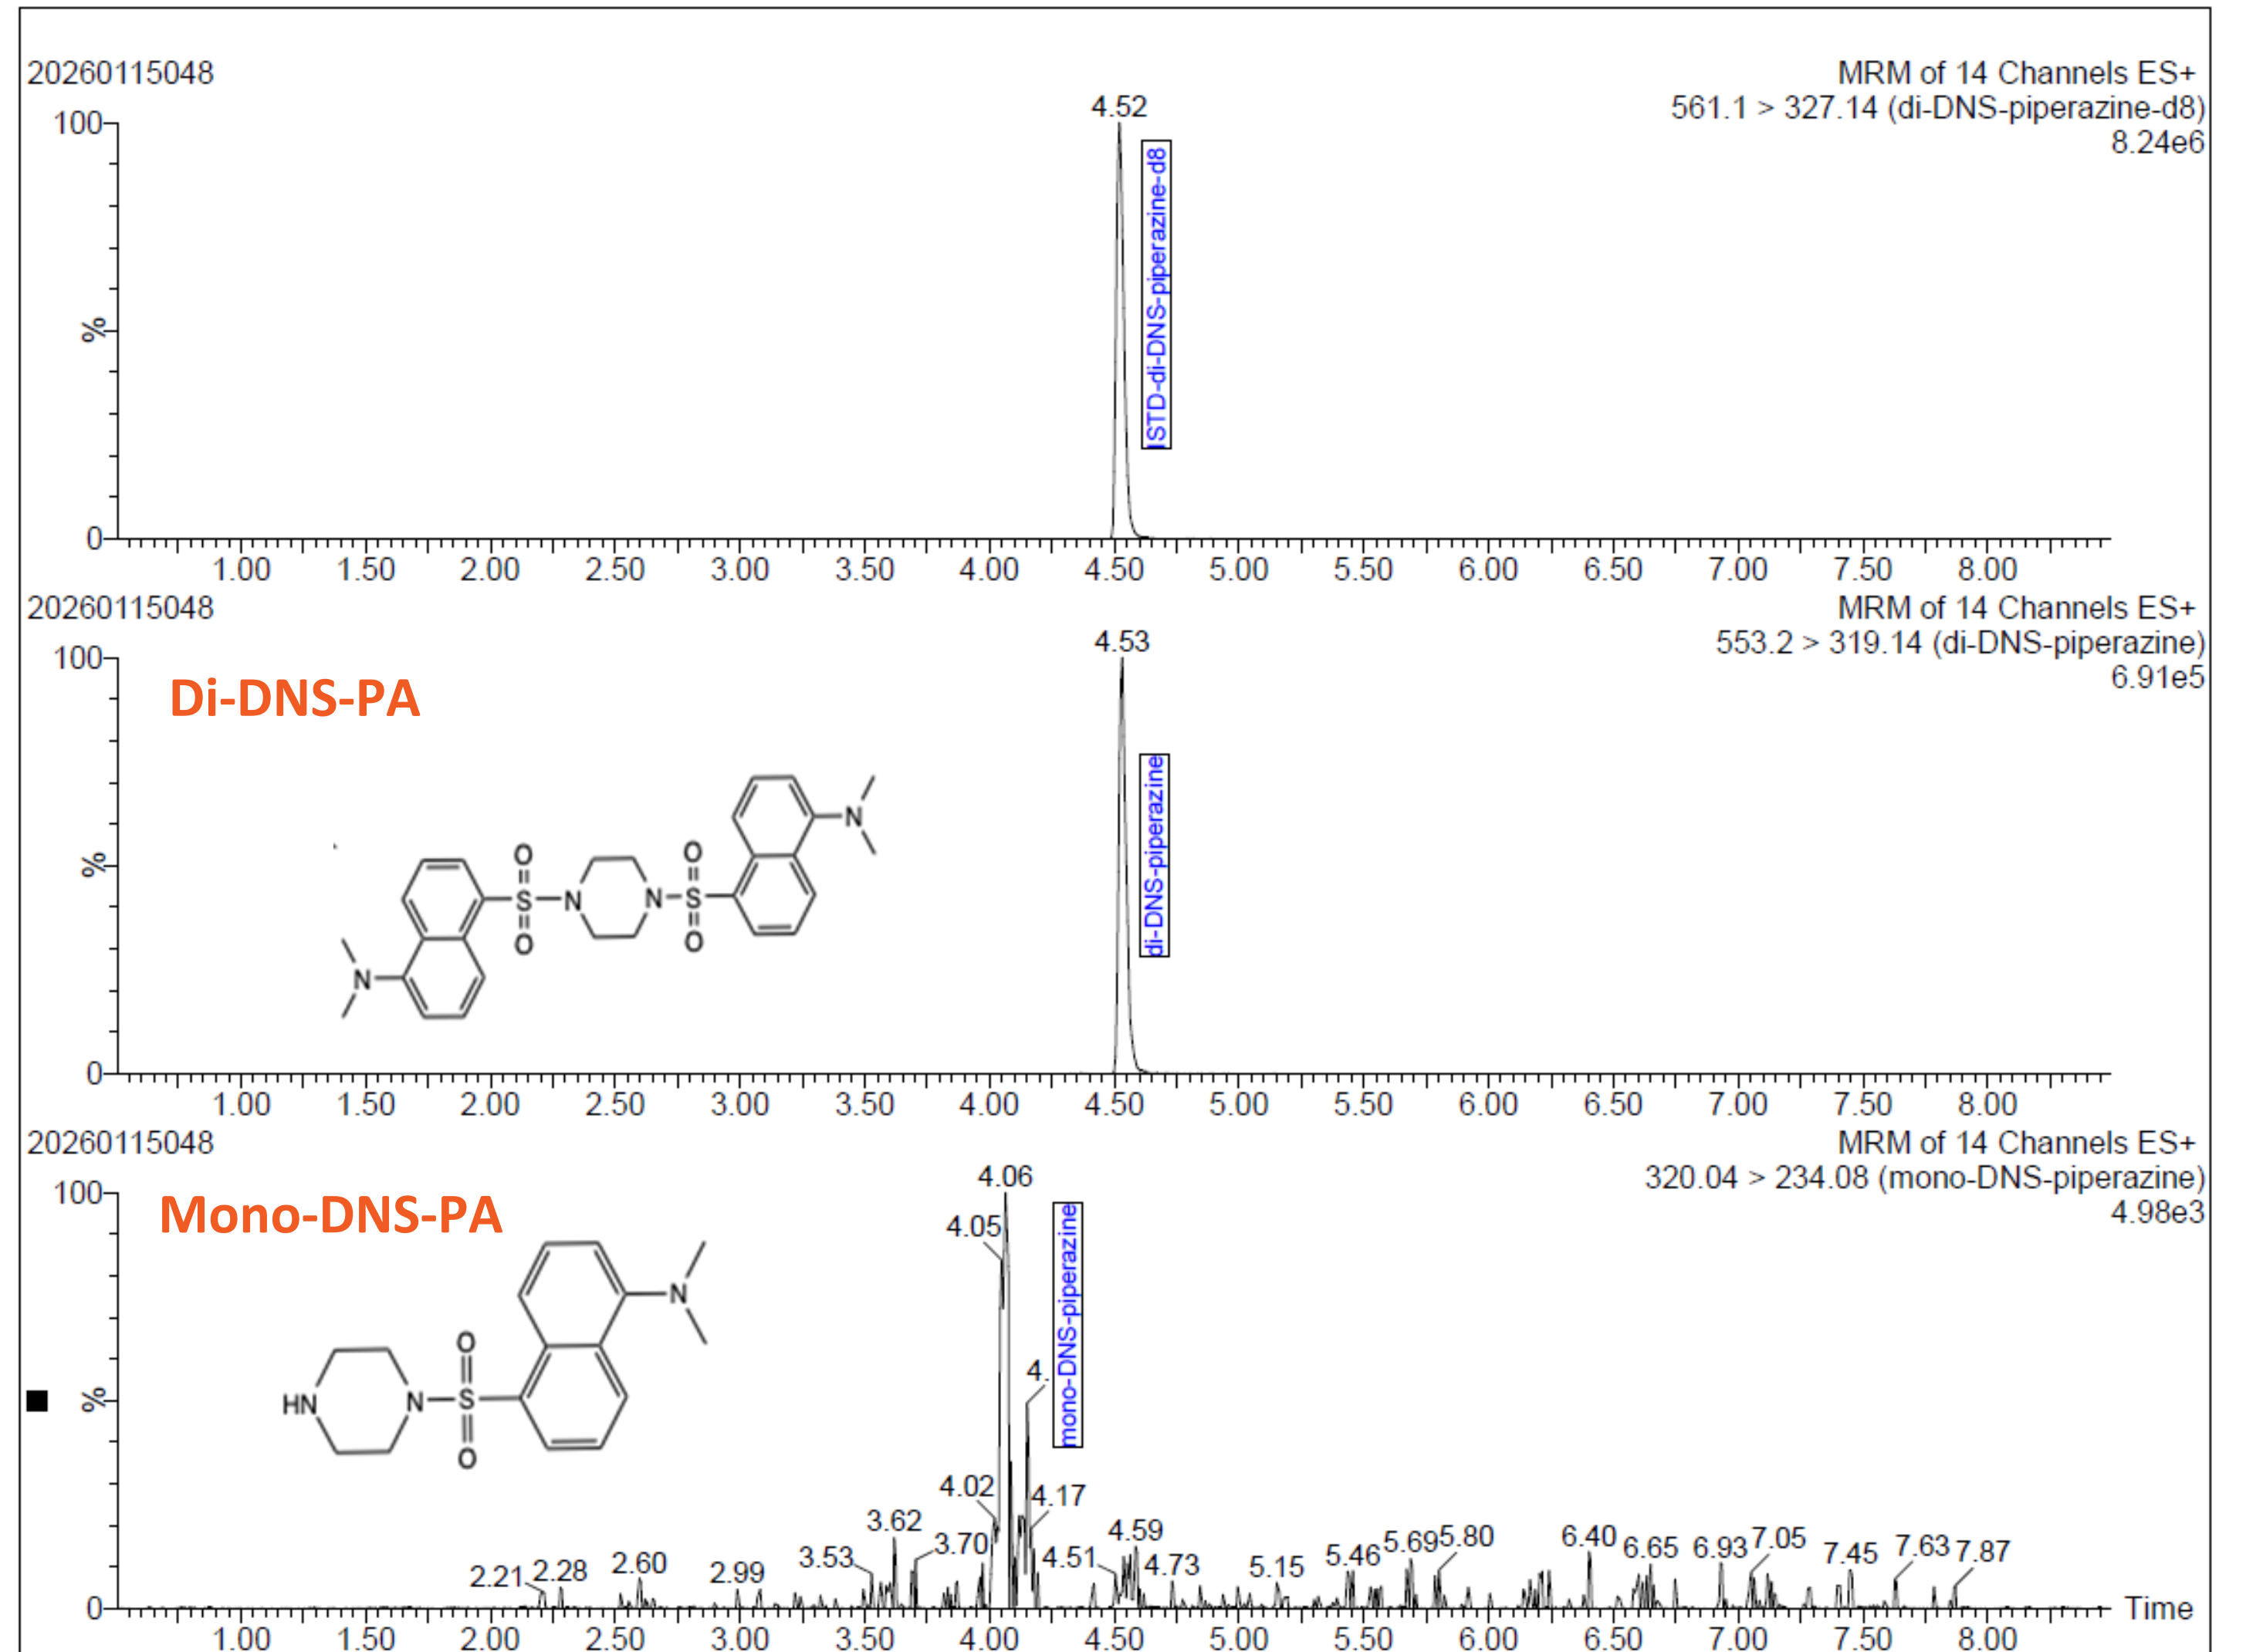 20260115048
MRM of 14 Channels ES+
561.1 > 327.14 (di-DNS-piperazine-d8)
8.24e6
4.52
ISTD-di-DNS-piperazine-d8
100
%
0
1.00 1.50 2.00 2.50 3.00 3.50 4.00 4.50 5.00 5.50 6.00 6.50 7.00 7.50 8.00
20260115048
MRM of 14 Channels ES+
553.2 > 319.14 (di-DNS-piperazine)
6.91e5
4.53
di-DNS-piperazine
100
Di-DNS-PA
%
N
O
S
O
N
N
O
S
O
N
0
1.00 1.50 2.00 2.50 3.00 3.50 4.00 4.50 5.00 5.50 6.00 6.50 7.00 7.50 8.00
20260115048
MRM of 14 Channels ES+
320.04 > 234.08 (mono-DNS-piperazine)
4.98e3
100
Mono-DNS-PA
4.06
4.05
4.
mono-DNS-piperazine
%
HN
N
O
S
O
N
4.02
4.17
2.21 2.28 2.60 2.99 3.53 3.62 3.70 4.51 4.59 4.73 5.15 5.46 5.69 5.80 6.40 6.65 6.93 7.05 7.45 7.63 7.87
0
Time
1.00 1.50 2.00 2.50 3.00 3.50 4.00 4.50 5.00 5.50 6.00 6.50 7.00 7.50 8.00